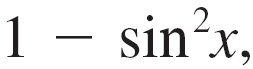 1 − sin²x,